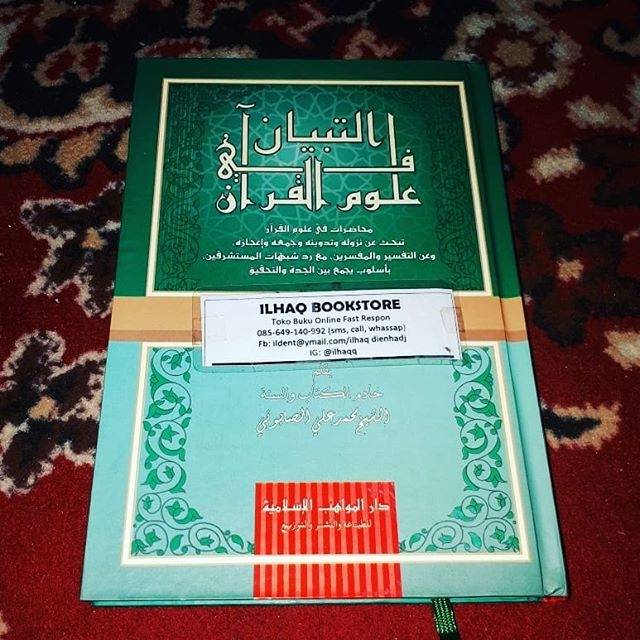 التبيان
في
علوم القرآن
محاضرات في علوم القرآن
تبحث عن نزوله وتدوينه وجمعه وإعجازه،
وعن التفسير والمفسرين، مع رد شبهات المستشرقين،
بأسلوب يجمع بين الجدة والتحقيق
ILHAQ BOOKSTORE
Toko Buku Online Fast Respon
085-649-140-992 (sms, call, whassap)
Fb: ildent@ymail.com/ilhaq dienhadj
IG: @ilhaqq
بقلم
خادم الكتاب والسنة
الشيخ محمد علي الصابوني
دار المواهب الإسلامية
للطباعة والنشر والتوزيع